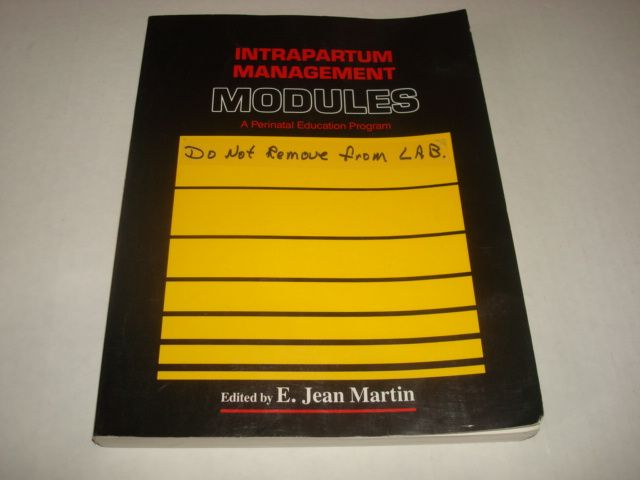 INTRAPARTUM
MANAGEMENT
MODULES
A Perinatal Education Program
Do Not Remove from LAB.
Edited by E. Jean Martin